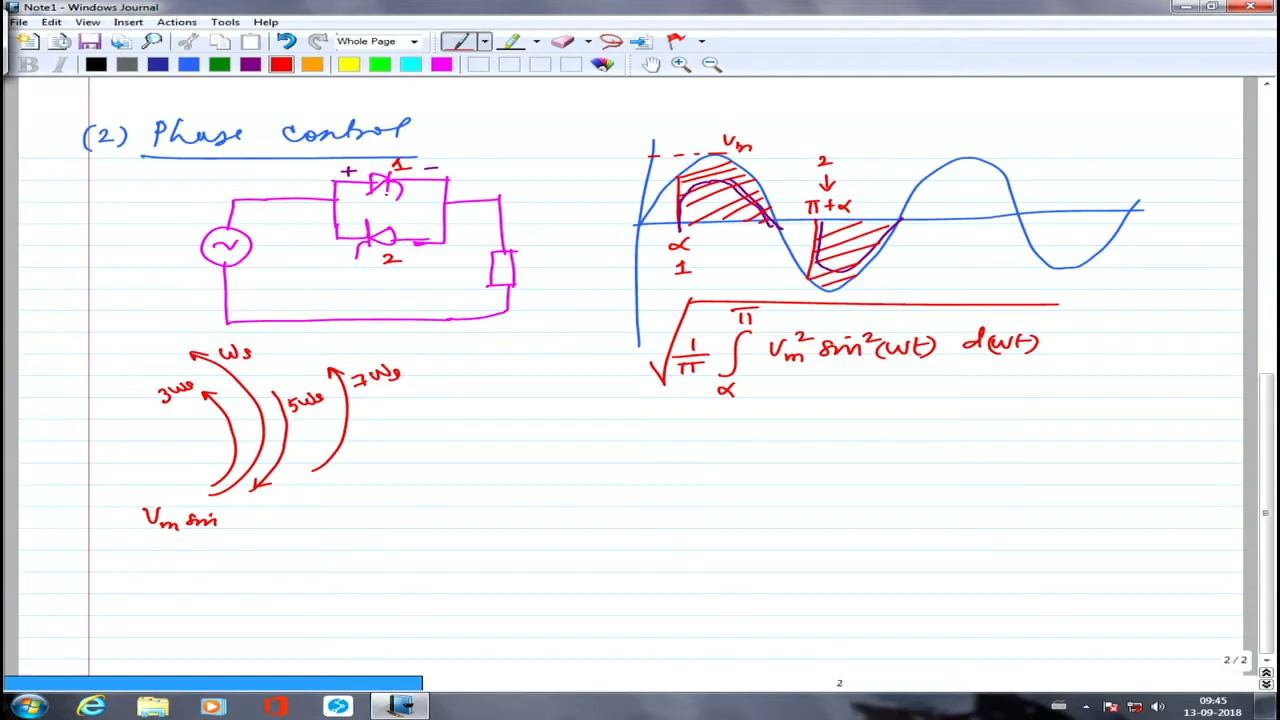 Note1 - Windows Journal
File Edit View Insert Actions Tools Help
Whole Page
B I
(2) Phase control
+ 1 -
2
Vm
2
π+α
α
1
√ 1/π ∫ α π Vm² sin²(ωt) d(ωt)
ωs
3ωs
5ωs
7ωs
Vm sin
2 / 2
2
09:45
13-09-2018